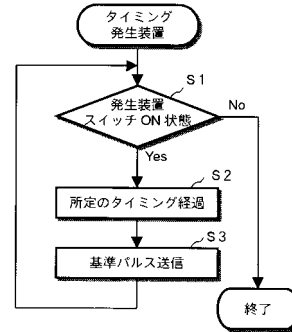 タイミング
発生装置
S1
発生装置
スイッチON状態
No
Yes
S2
所定のタイミング経過
S3
基準パルス送信
終了